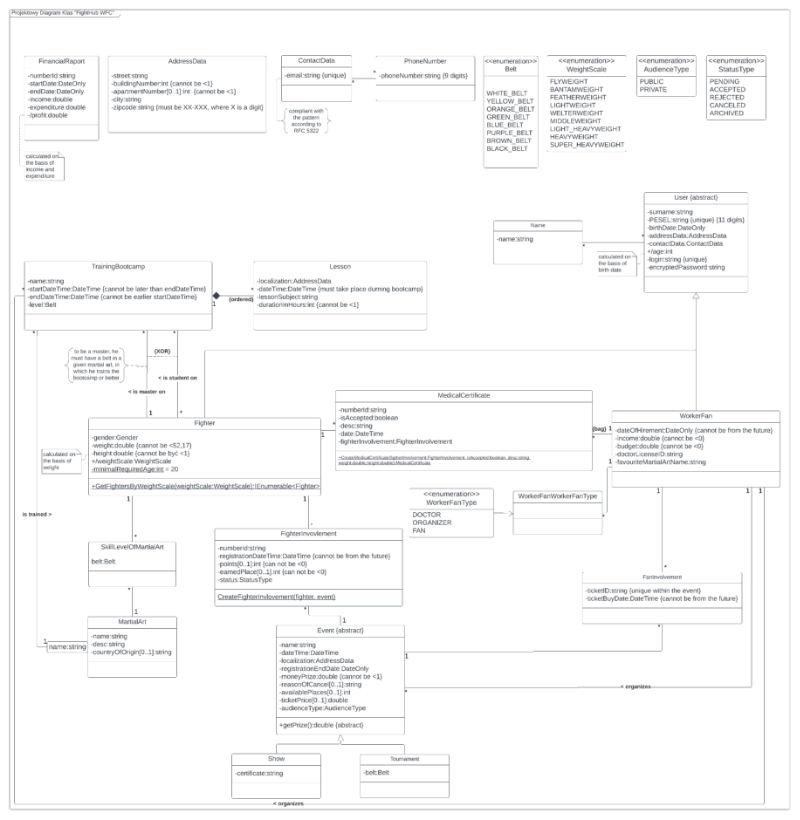 Projektowy Diagram Klas "FightHub WFC"
FinancialReport
-numberId:string
-startDate:DateOnly
-endDate:DateOnly
-income:double
-expenditure:double
-/profit:double
calculated on
the basis of
income and
expenditure
AddressData
-street:string
-buildingNumber:int {cannot be <1}
-apartmentNumber[0..1]:int {cannot be <1}
-city:string
-zipcode:string {must be XX-XXX, where X is a digit}
ContactData
-email:string {unique}
compliant with
the pattern
according to
RFC 5322
*
PhoneNumber
-phoneNumber:string {9 digits}
<<enumeration>>
Belt
WHITE_BELT
YELLOW_BELT
ORANGE_BELT
GREEN_BELT
BLUE_BELT
PURPLE_BELT
BROWN_BELT
BLACK_BELT
<<enumeration>>
WeightScale
FLYWEIGHT
BANTAMWEIGHT
FEATHERWEIGHT
LIGHTWEIGHT
WELTERWEIGHT
MIDDLEWEIGHT
LIGHT_HEAVYWEIGHT
HEAVYWEIGHT
SUPER_HEAVYWEIGHT
<<enumeration>>
AudienceType
PUBLIC
PRIVATE
<<enumeration>>
StatusType
PENDING
ACCEPTED
REJECTED
CANCELED
ARCHIVED
User {abstract}
-surname:string
-PESEL:string {unique} {11 digits}
-birthDate:DateOnly
-addressData:AddressData
-contactData:ContactData
+/age:int
-login:string {unique}
-encryptedPassword:string
Name
-name:string
calculated on
the basis of
birth date
TrainingBootcamp
-name:string
-startDateTime:DateTime {cannot be later than endDateTime}
-endDateTime:DateTime {cannot be earlier startDateTime}
-level:Belt
1
{ordered}
*
Lesson
-localization:AddressData
-dateTime:DateTime {must take place durning bootcamp}
-lessonSubject:string
-durationInHours:int {cannot be <1}
to be a master, he
must have a belt in a
given martial art, in
which he trains the
bootcamp or better
{XOR}
< is student on
< is master on
1
*
Fighter
-gender:Gender
-weight:double {cannot be <52,17}
-height:double {cannot be być <1}
+/weightScale:WeightScale
-minimalRequiredAge:int = 20
+GetFightersByWeightScale(weightScale:WeightScale):IEnumerable<Fighter>
calculated on
the basis of
weight
MedicalCertificate
-numberId:string
-isAccepted:boolean
-desc:string
-date:DateTime
-fighterInvolvement:FighterInvolvement
{bag}
1
WorkerFan
-dateOfHirement:DateOnly {cannot be from the future}
-income:double {cannot be <0}
-budget:double {cannot be <0}
-doctorLicenseID:string
-favouriteMartialArtName:string
<<enumeration>>
WorkerFanType
DOCTOR
ORGANIZER
FAN
WorkerFanWorkerFanType
is trained >
SkillLevelOfMartialArt
belt:Belt
MartialArt
-name:string
-desc:string
-countryOfOrigin[0..1]:string
name:string
FighterInvovlement
-numberId:string
-registrationDateTime:DateTime {cannot be from the future}
-points[0..1]:int {can not be <0}
-earnedPlace[0..1]:int {can not be <0}
-status:StatusType
CreateFighterInvlovement(fighter, event)
FanInvolvement
-ticketID:string {unique within the event}
-ticketBuyDate:DateTime {cannot be from the future}
Event {abstract}
-name:string
-dateTime:DateTime
-localization:AddressData
-registrationEndDate:DateOnly
-moneyPrize:double {cannot be <1}
-reasonOfCancel[0..1]:string
-availablePlaces[0..1]:int
-ticketPrice[0..1]:double
-audienceType:AudienceType
+getPrize():double {abstract}
< organizes
Show
-certificate:string
Tournament
-belt:Belt
< organizes